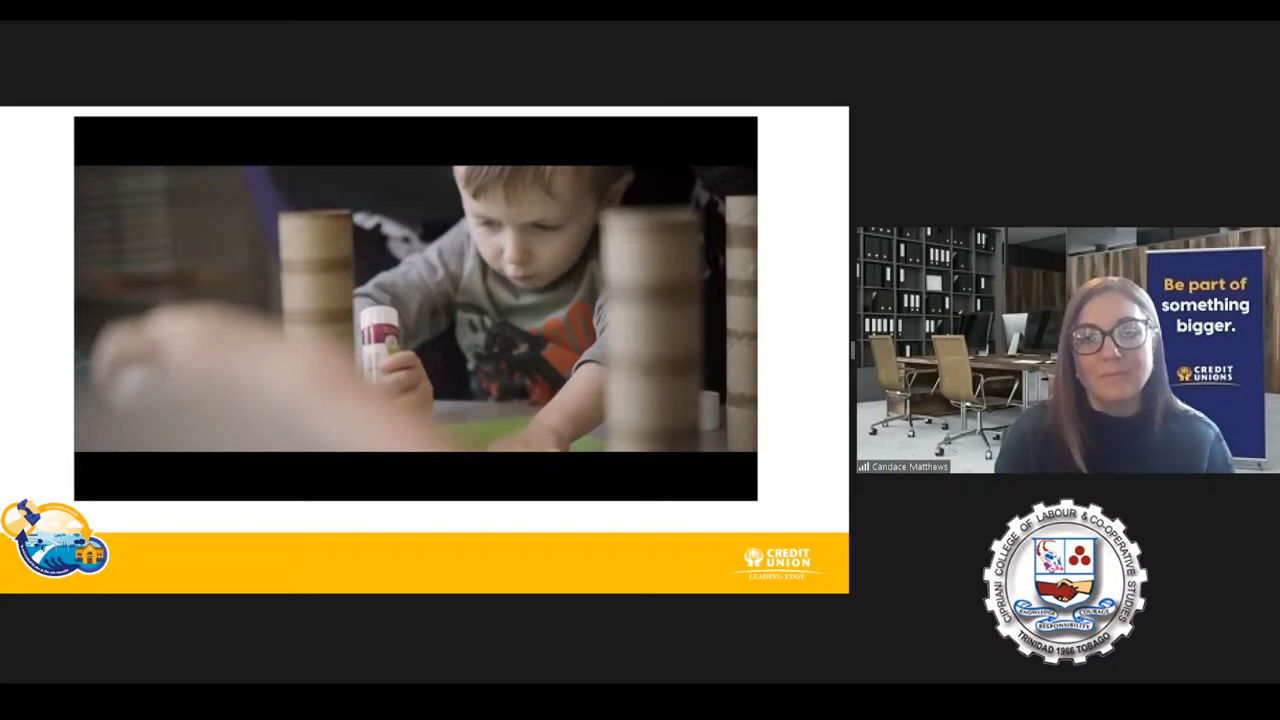 CREDIT
UNION
LEADING EDGE
Be part of
something
bigger.
CREDIT
UNIONS
Candace Matthews
CIPRIANI COLLEGE OF LABOUR & CO-OPERATIVE STUDIES
KNOWLEDGE
COURAGE
RESPONSIBILITY
TRINIDAD 1966 TOBAGO